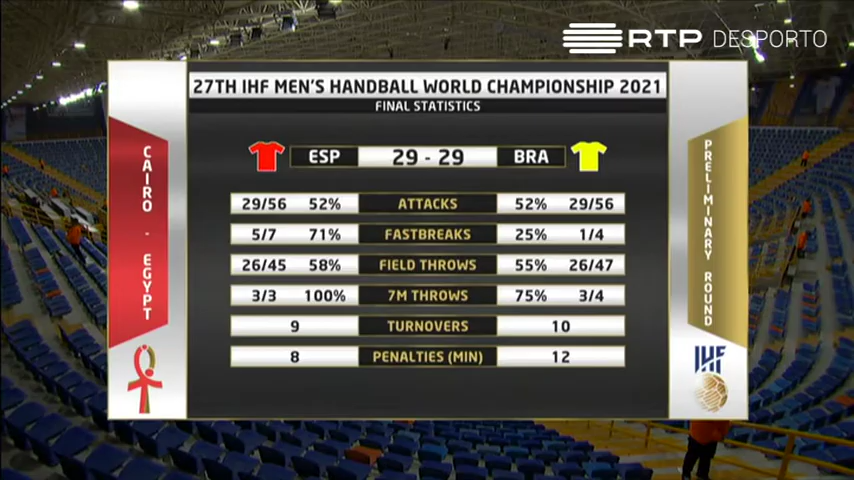 RTP DESPORTO
27TH IHF MEN'S HANDBALL WORLD CHAMPIONSHIP 2021
FINAL STATISTICS
ESP 29 - 29 BRA
29/56 52% ATTACKS 52% 29/56
5/7 71% FASTBREAKS 25% 1/4
26/45 58% FIELD THROWS 55% 26/47
3/3 100% 7M THROWS 75% 3/4
9 TURNOVERS 10
8 PENALTIES (MIN) 12
CAIRO - EGYPT
PRELIMINARY ROUND
IHF